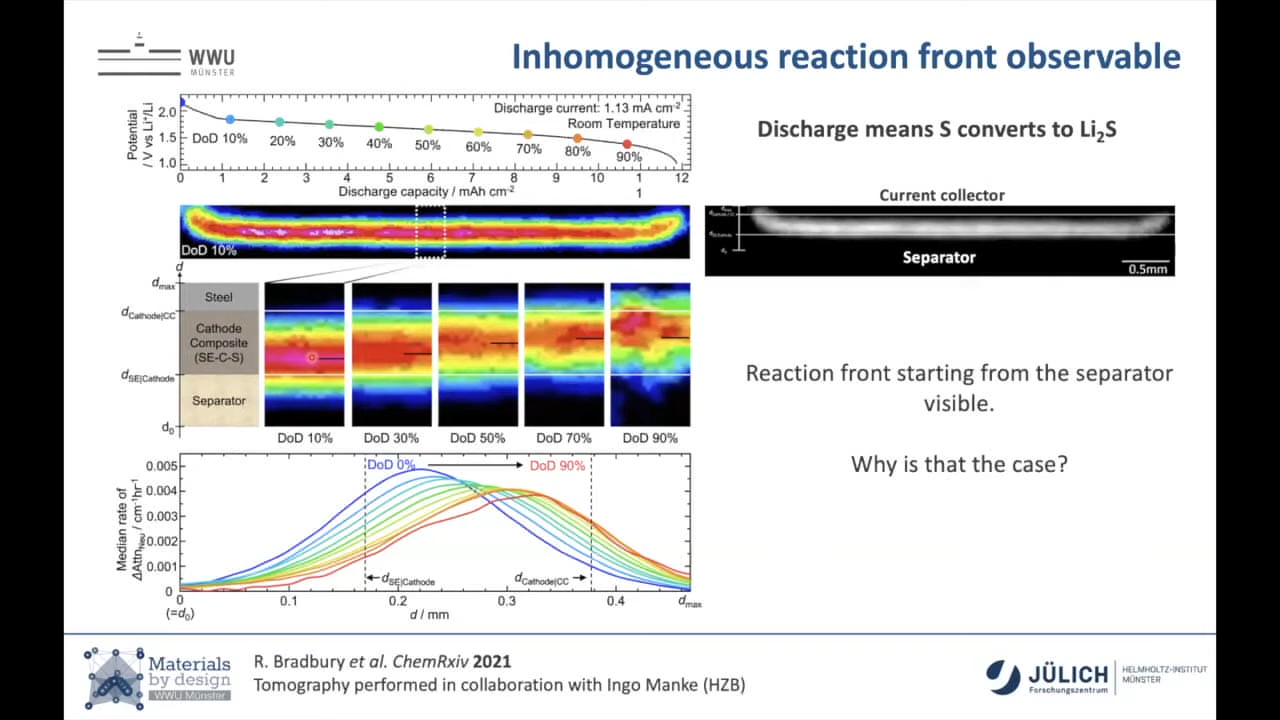 WWU
MÜNSTER
Inhomogeneous reaction front observable
Potential
/ V vs Li⁺/Li
2.0
1.5
1.0
Discharge current: 1.13 mA cm⁻²
Room Temperature
DoD 10%
20%
30%
40%
50%
60%
70%
80%
90%
0 1 2 3 4 5 6 7 8 9 10 1 12
1
Discharge capacity / mAh cm⁻²
DoD 10%
d
dmax
dCathode|CC
dSE|Cathode
d₀
Steel
Cathode
Composite
(SE-C-S)
Separator
DoD 10%
DoD 30%
DoD 50%
DoD 70%
DoD 90%
Median rate of
ΔAttnNeu / cm⁻¹hr⁻¹
0.005
0.004
0.003
0.002
0.001
0
DoD 0%
DoD 90%
dSE|Cathode
dCathode|CC
0 0.1 0.2 0.3 0.4 dmax
(=d₀)
d / mm
Discharge means S converts to Li₂S
Current collector
Separator
0.5mm
Reaction front starting from the separator
visible.
Why is that the case?
Materials
by design
WWU Münster
R. Bradbury et al. ChemRxiv 2021
Tomography performed in collaboration with Ingo Manke (HZB)
JÜLICH
Forschungszentrum
HELMHOLTZ-INSTITUT
MÜNSTER